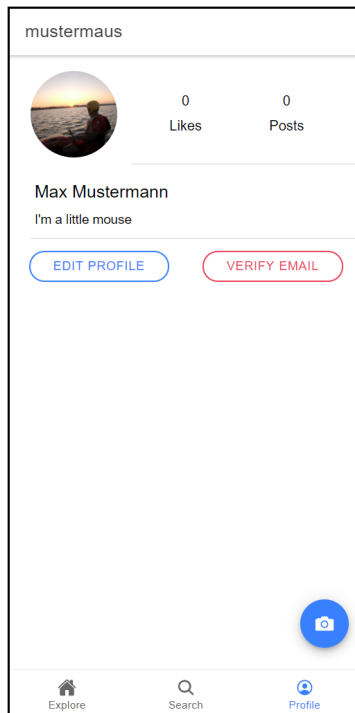 mustermaus
0 0
Likes Posts
Max Mustermann
I'm a little mouse
EDIT PROFILE VERIFY EMAIL
Explore Search Profile